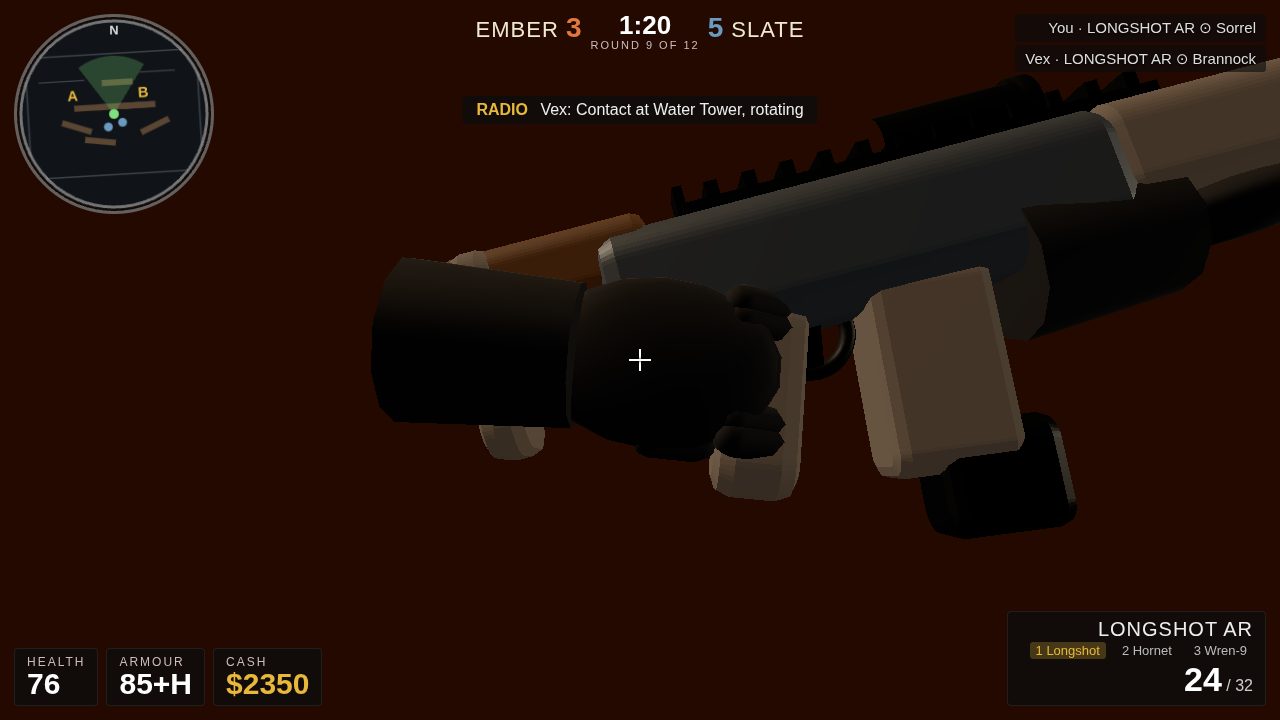 N
A
B
EMBER 3 1:20 5 SLATE
ROUND 9 OF 12
You · LONGSHOT AR ⊙ Sorrel
Vex · LONGSHOT AR ⊙ Brannock
RADIO Vex: Contact at Water Tower, rotating
HEALTH
76
ARMOUR
85+H
CASH
$2350
LONGSHOT AR
1 Longshot 2 Hornet 3 Wren-9
24 / 32